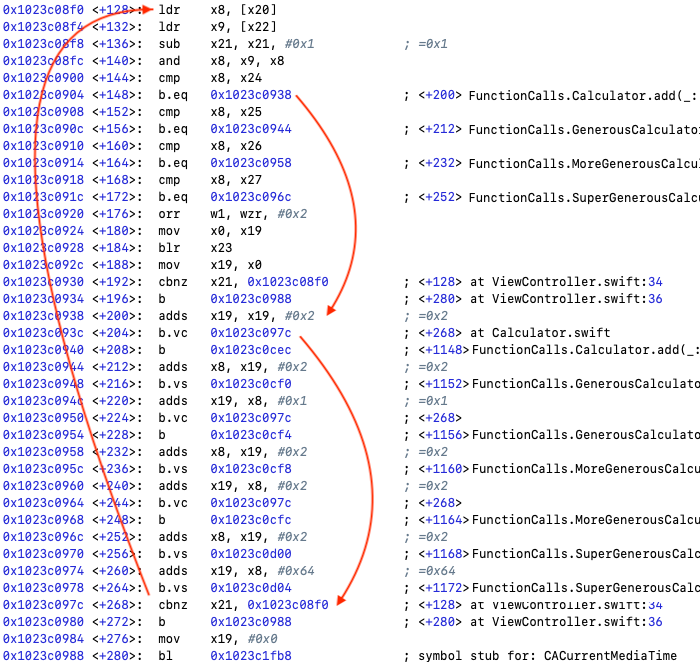 0x1023c08f0 <+128>: ldr x8, [x20]
0x1023c08f4 <+132>: ldr x9, [x22]
0x1023c08f8 <+136>: sub x21, x21, #0x1 ; =0x1
0x1023c08fc <+140>: and x8, x9, x8
0x1023c0900 <+144>: cmp x8, x24
0x1023c0904 <+148>: b.eq 0x1023c0938 ; <+200> FunctionCalls.Calculator.add(_:
0x1023c0908 <+152>: cmp x8, x25
0x1023c090c <+156>: b.eq 0x1023c0944 ; <+212> FunctionCalls.GenerousCalculato
0x1023c0910 <+160>: cmp x8, x26
0x1023c0914 <+164>: b.eq 0x1023c0958 ; <+232> FunctionCalls.MoreGenerousCalcu
0x1023c0918 <+168>: cmp x8, x27
0x1023c091c <+172>: b.eq 0x1023c096c ; <+252> FunctionCalls.SuperGenerousCalc
0x1023c0920 <+176>: orr w1, wzr, #0x2
0x1023c0924 <+180>: mov x0, x19
0x1023c0928 <+184>: blr x23
0x1023c092c <+188>: mov x19, x0
0x1023c0930 <+192>: cbnz x21, 0x1023c08f0 ; <+128> at ViewController.swift:34
0x1023c0934 <+196>: b 0x1023c0988 ; <+280> at ViewController.swift:36
0x1023c0938 <+200>: adds x19, x19, #0x2 ; =0x2
0x1023c093c <+204>: b.vc 0x1023c097c ; <+268> at Calculator.swift
0x1023c0940 <+208>: b 0x1023c0cec ; <+1148>FunctionCalls.Calculator.add(_:
0x1023c0944 <+212>: adds x8, x19, #0x2 ; =0x2
0x1023c0948 <+216>: b.vs 0x1023c0cf0 ; <+1152>FunctionCalls.GenerousCalculato
0x1023c094c <+220>: adds x19, x8, #0x1 ; =0x1
0x1023c0950 <+224>: b.vc 0x1023c097c ; <+268>
0x1023c0954 <+228>: b 0x1023c0cf4 ; <+1156>FunctionCalls.GenerousCalculato
0x1023c0958 <+232>: adds x8, x19, #0x2 ; =0x2
0x1023c095c <+236>: b.vs 0x1023c0cf8 ; <+1160>FunctionCalls.MoreGenerousCalcu
0x1023c0960 <+240>: adds x19, x8, #0x2 ; =0x2
0x1023c0964 <+244>: b.vc 0x1023c097c ; <+268>
0x1023c0968 <+248>: b 0x1023c0cfc ; <+1164>FunctionCalls.MoreGenerousCalcu
0x1023c096c <+252>: adds x8, x19, #0x2 ; =0x2
0x1023c0970 <+256>: b.vs 0x1023c0d00 ; <+1168>FunctionCalls.SuperGenerousCalc
0x1023c0974 <+260>: adds x19, x8, #0x64 ; =0x64
0x1023c0978 <+264>: b.vs 0x1023c0d04 ; <+1172>FunctionCalls.SuperGenerousCalc
0x1023c097c <+268>: cbnz x21, 0x1023c08f0 ; <+128> at ViewController.swift:34
0x1023c0980 <+272>: b 0x1023c0988 ; <+280> at ViewController.swift:36
0x1023c0984 <+276>: mov x19, #0x0
0x1023c0988 <+280>: bl 0x1023c1fb8 ; symbol stub for: CACurrentMediaTime